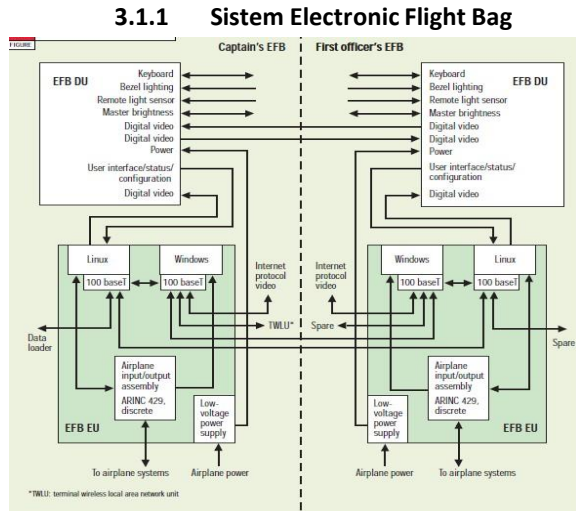 3.1.1 Sistem Electronic Flight Bag
FIGURE
Captain's EFB
First officer's EFB
EFB DU
Keyboard
Bezel lighting
Remote light sensor
Master brightness
Digital video
Digital video
Power
User interface/status/
configuration
Digital video
Keyboard
Bezel lighting
Remote light sensor
Master brightness
Digital video
Digital video
Power
User interface/status/
configuration
Digital video
EFB DU
Linux
Windows
100 baseT
100 baseT
Internet
protocol
video
TWLU*
Data
loader
Airplane
input/output
assembly
ARINC 429,
discrete
Low-
voltage
power
supply
EFB EU
To airplane systems
Airplane power
Internet
protocol
video
Spare
Windows
Linux
100 baseT
100 baseT
Spare
Airplane
input/output
assembly
ARINC 429,
discrete
Low-
voltage
power
supply
EFB EU
Airplane power
To airplane systems
*TWLU: terminal wireless local area network unit